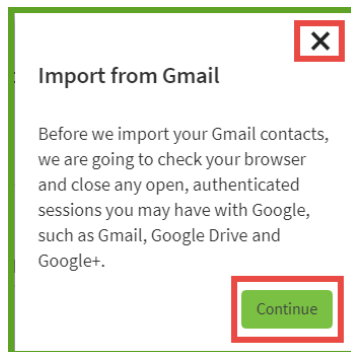 Import from Gmail
Before we import your Gmail contacts,
we are going to check your browser
and close any open, authenticated
sessions you may have with Google,
such as Gmail, Google Drive and
Google+.
Continue